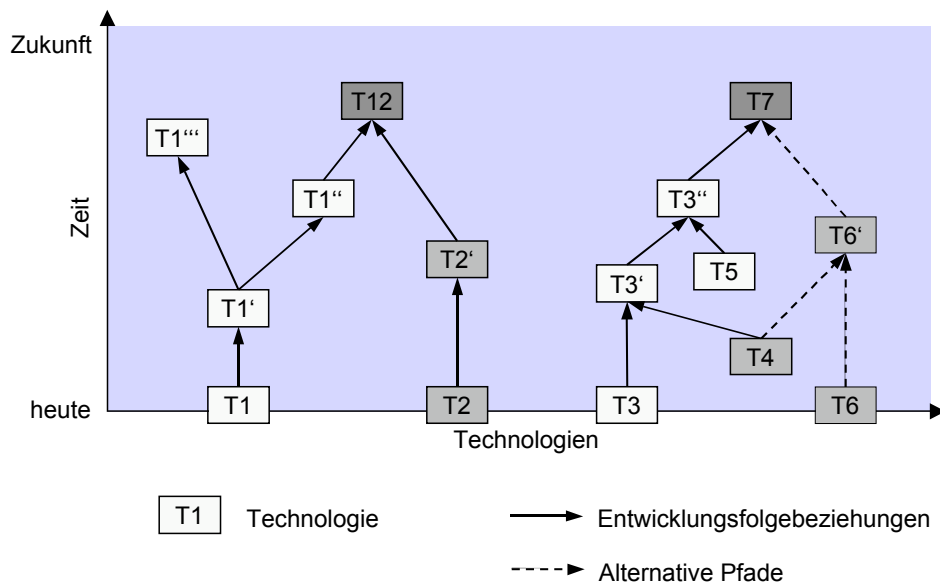 Zukunft
T12
T7
T1‘‘‘
T1‘‘
T3‘‘
Zeit
T6‘
T2‘
T5
T3‘
T1‘
T4
heute
T1
T2
T3
T6
Technologien
T1
Technologie
Entwicklungsfolgebeziehungen
Alternative Pfade